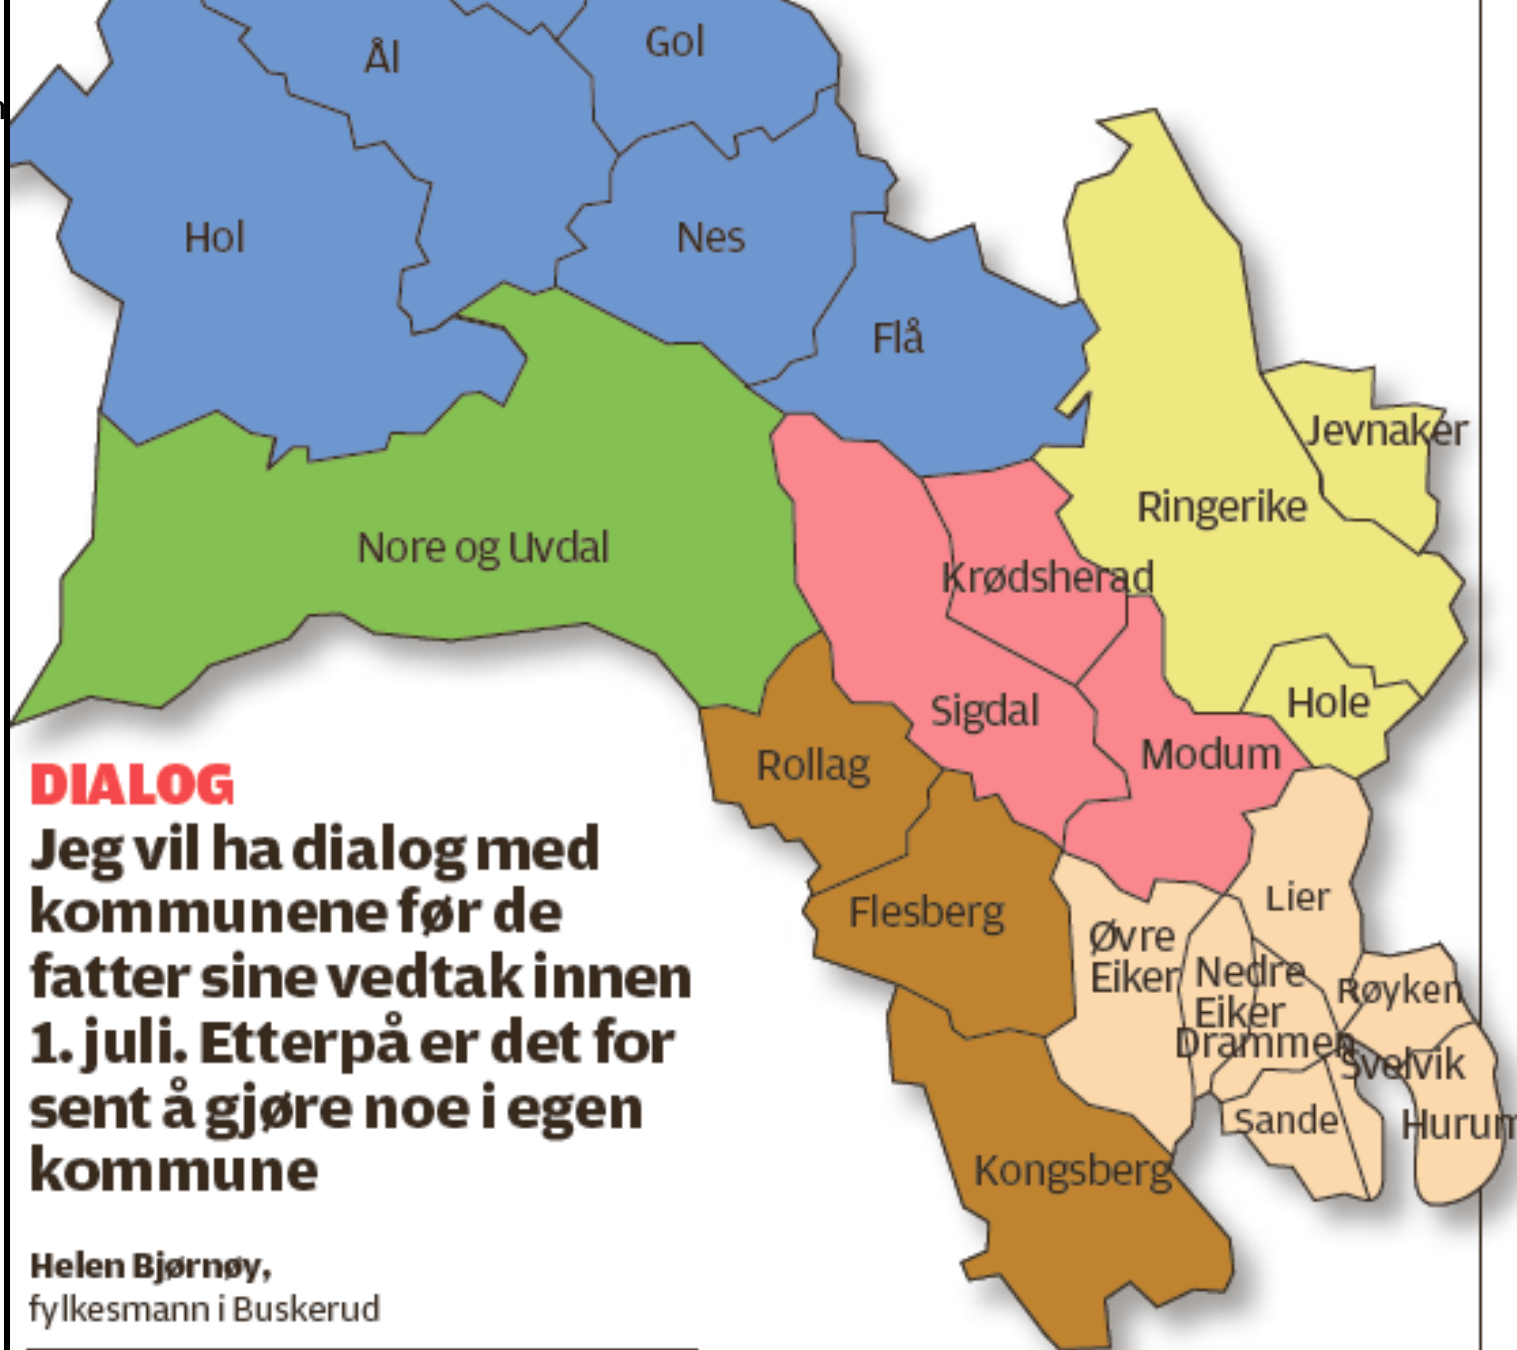 Ål
Gol
Hol
Nes
Flå
Jevnaker
Ringerike
Nore og Uvdal
Krødsherad
Sigdal
Hole
Modum
Rollag
Lier
Flesberg
Øvre
Eiker
Nedre
Eiker
Røyken
Drammen
Svelvik
Sande
Hurum
Kongsberg
DIALOG
Jeg vil ha dialog med
kommunene før de
fatter sine vedtak innen
1. juli. Etterpå er det for
sent å gjøre noe i egen
kommune
Helen Bjørnøy,
fylkesmann i Buskerud